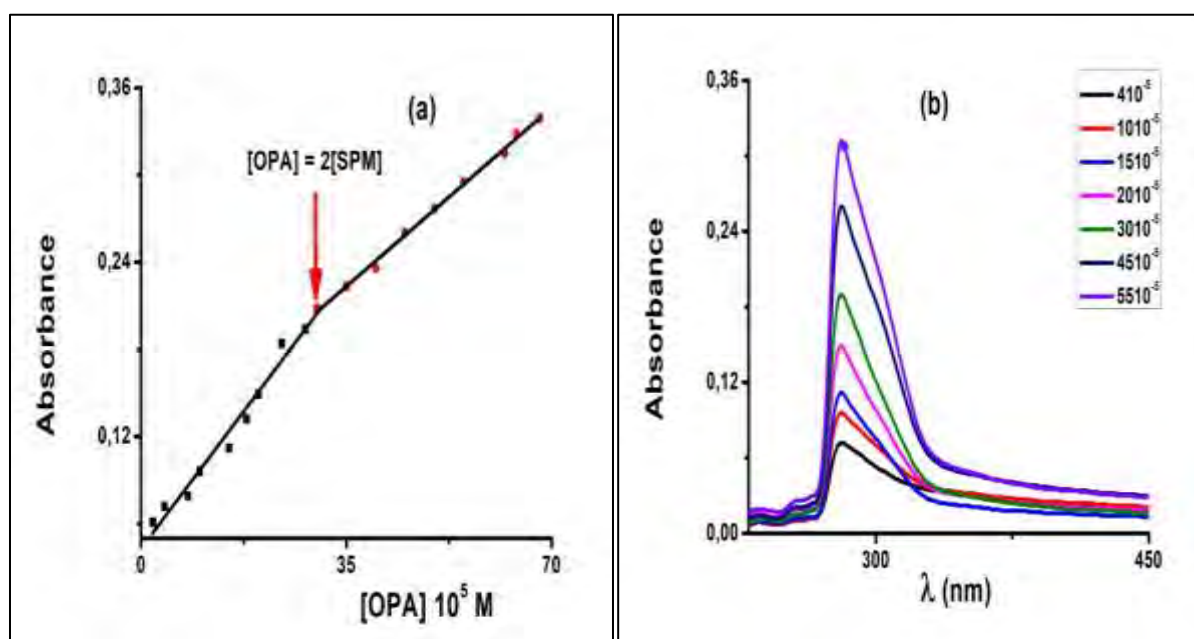 (a)
[OPA] = 2[SPM]
0,36
0,24
0,12
0
35
70
Absorbance
[OPA] 10⁵ M
(b)
0,36
0,24
0,12
0,00
300
450
Absorbance
λ (nm)
410⁻⁵
1010⁻⁵
1510⁻⁵
2010⁻⁵
3010⁻⁵
4510⁻⁵
5510⁻⁵